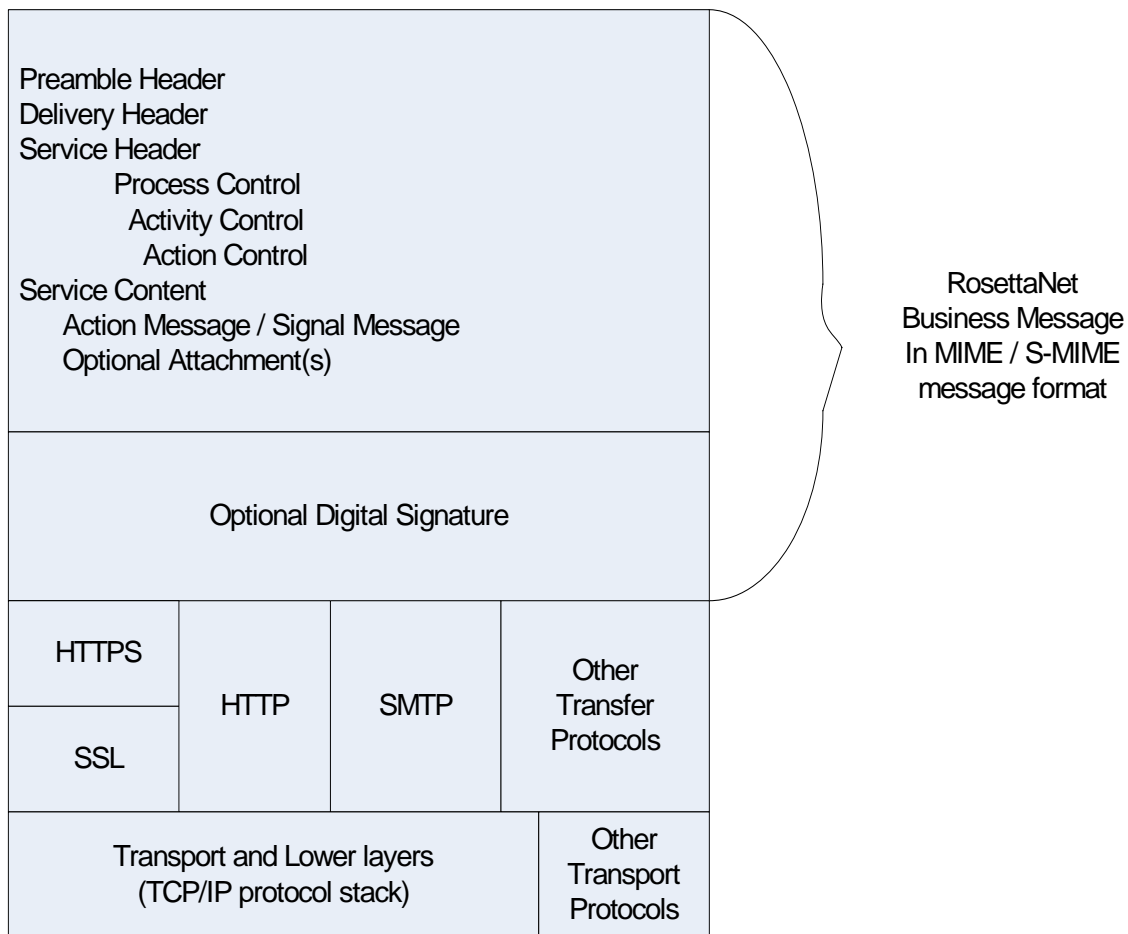 Preamble Header
Delivery Header
Service Header
Process Control
Activity Control
Action Control
Service Content
Action Message / Signal Message
Optional Attachment(s)
RosettaNet
Business Message
In MIME / S-MIME
message format
Optional Digital Signature
HTTPS
SSL
HTTP
SMTP
Other
Transfer
Protocols
Transport and Lower layers
(TCP/IP protocol stack)
Other
Transport
Protocols